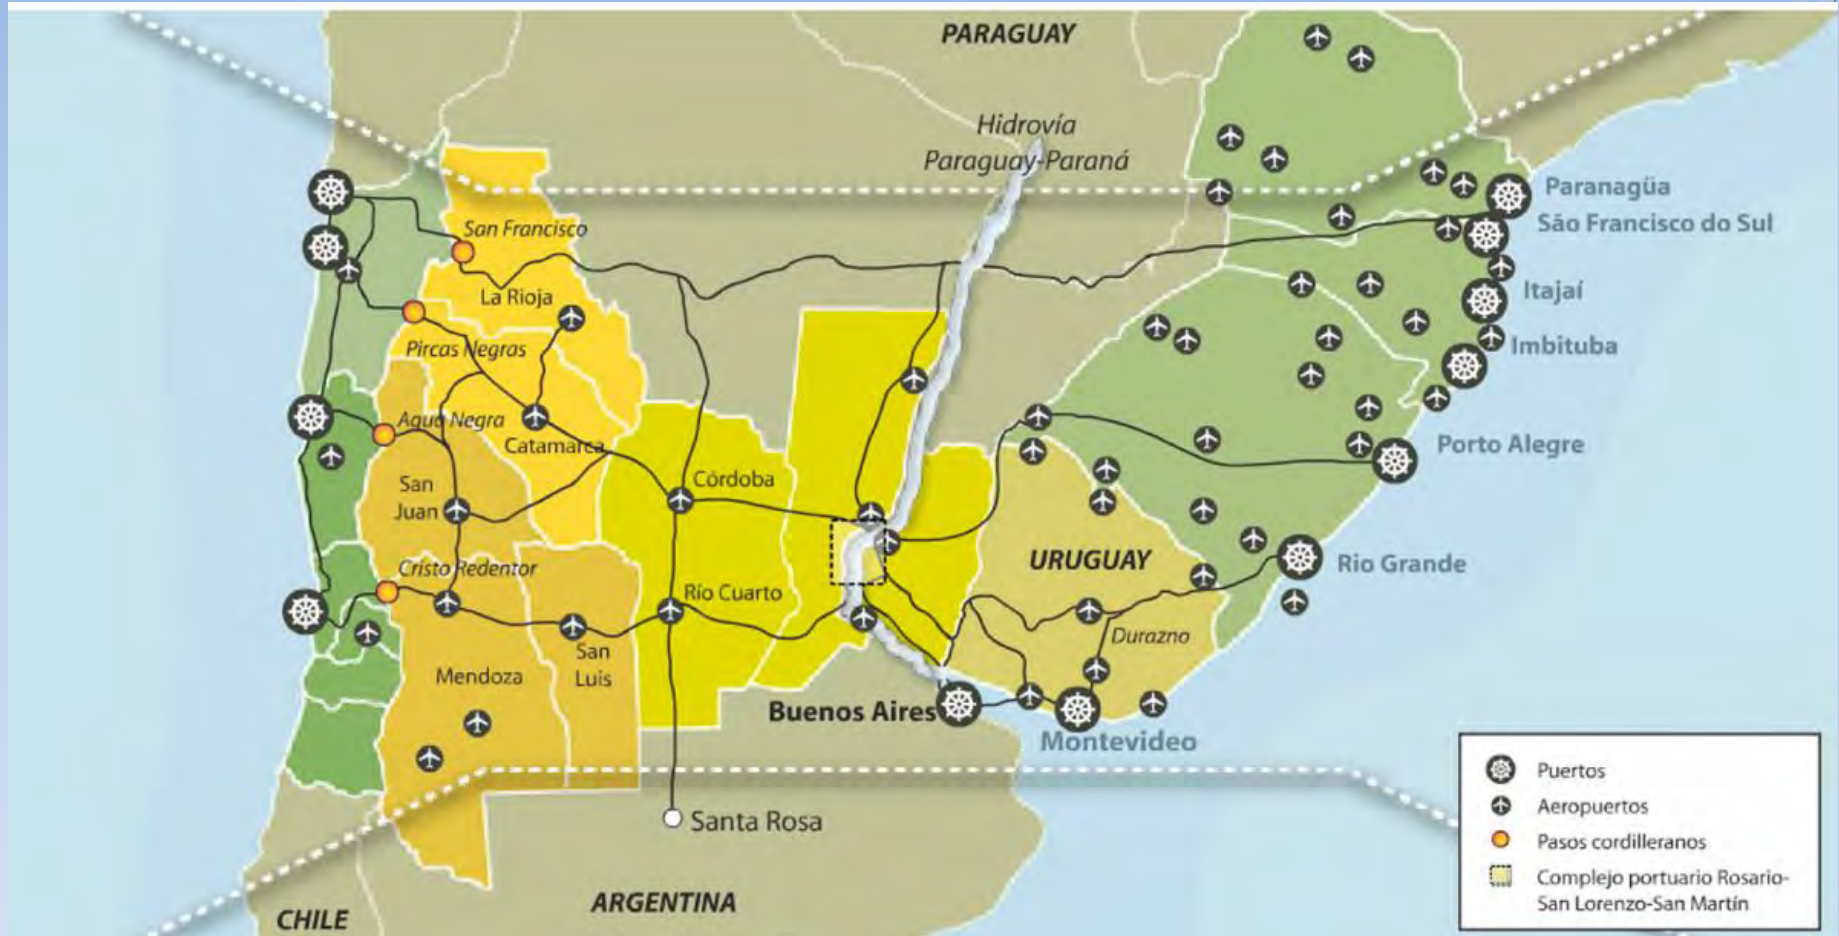 PARAGUAY
Hidrovía
Paraguay-Paraná
Paranagüa
São Francisco do Sul
San Francisco
La Rioja
Itajaí
Pircas Negras
Imbituba
Agua Negra
Catamarca
Porto Alegre
San
Juan
Córdoba
Cristo Redentor
URUGUAY
Rio Grande
Río Cuarto
Durazno
San
Luis
Mendoza
Buenos Aires
Montevideo
Santa Rosa
ARGENTINA
CHILE
Puertos
Aeropuertos
Pasos cordilleranos
Complejo portuario Rosario-
San Lorenzo-San Martín